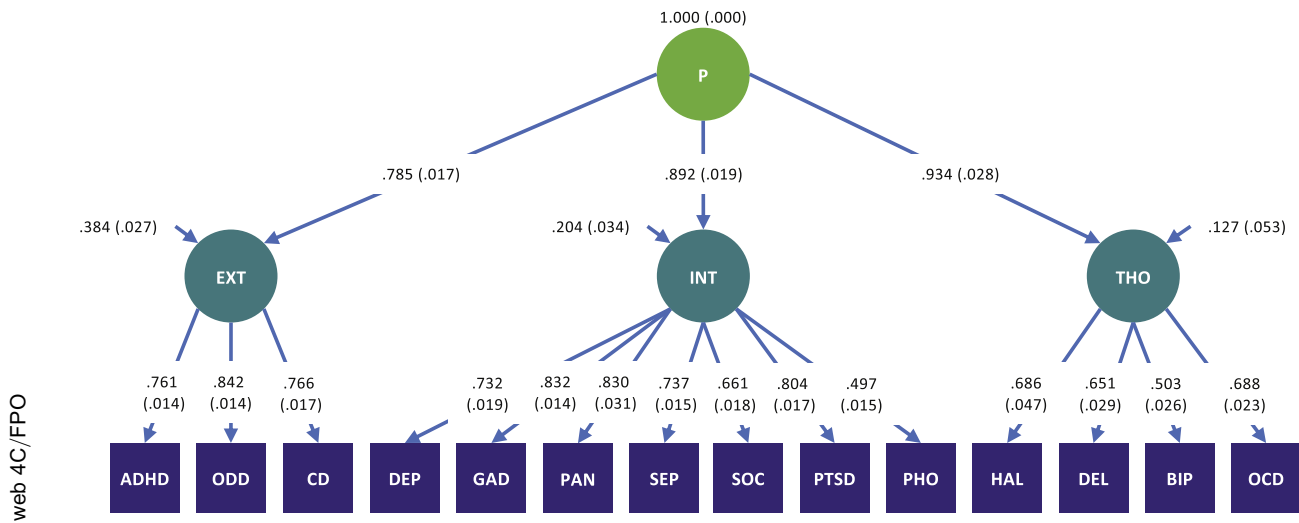 1.000 (.000)
P
.785 (.017)
.892 (.019)
.934 (.028)
.384 (.027)
.204 (.034)
.127 (.053)
EXT
INT
THO
.761
(.014)
.842
(.014)
.766
(.017)
.732
(.019)
.832
(.014)
.830
(.031)
.737
(.015)
.661
(.018)
.804
(.017)
.497
(.015)
.686
(.047)
.651
(.029)
.503
(.026)
.688
(.023)
ADHD
ODD
CD
DEP
GAD
PAN
SEP
SOC
PTSD
PHO
HAL
DEL
BIP
OCD
web 4C/FPO